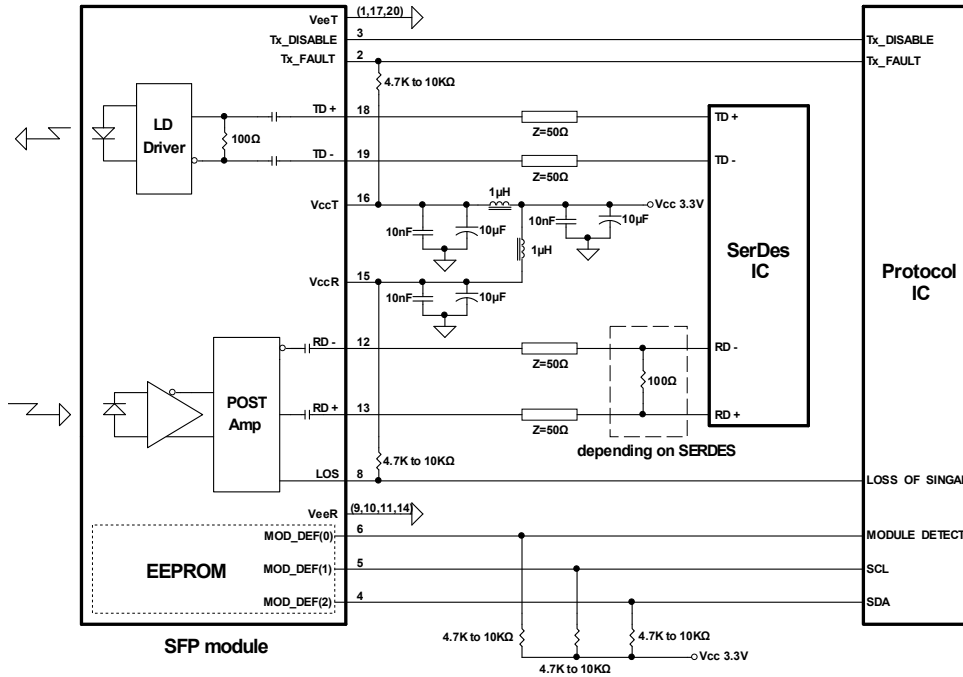 VeeT
(1,17,20)
Tx_DISABLE
3
Tx_DISABLE
Tx_FAULT
2
Tx_FAULT
4.7K to 10KΩ
LD
Driver
100Ω
TD +
18
Z=50Ω
TD +
TD -
19
Z=50Ω
TD -
VccT
16
1µH
Vcc 3.3V
10nF
10µF
10nF
10µF
1µH
SerDes
IC
Protocol
IC
VccR
15
10nF
10µF
RD -
12
Z=50Ω
RD -
100Ω
POST
Amp
RD +
13
Z=50Ω
RD +
depending on SERDES
4.7K to 10KΩ
LOS
8
LOSS OF SINGAL
VeeR
(9,10,11,14)
MOD_DEF(0)
6
MODULE DETECT
EEPROM
MOD_DEF(1)
5
SCL
MOD_DEF(2)
4
SDA
SFP module
4.7K to 10KΩ
4.7K to 10KΩ
4.7K to 10KΩ
Vcc 3.3V